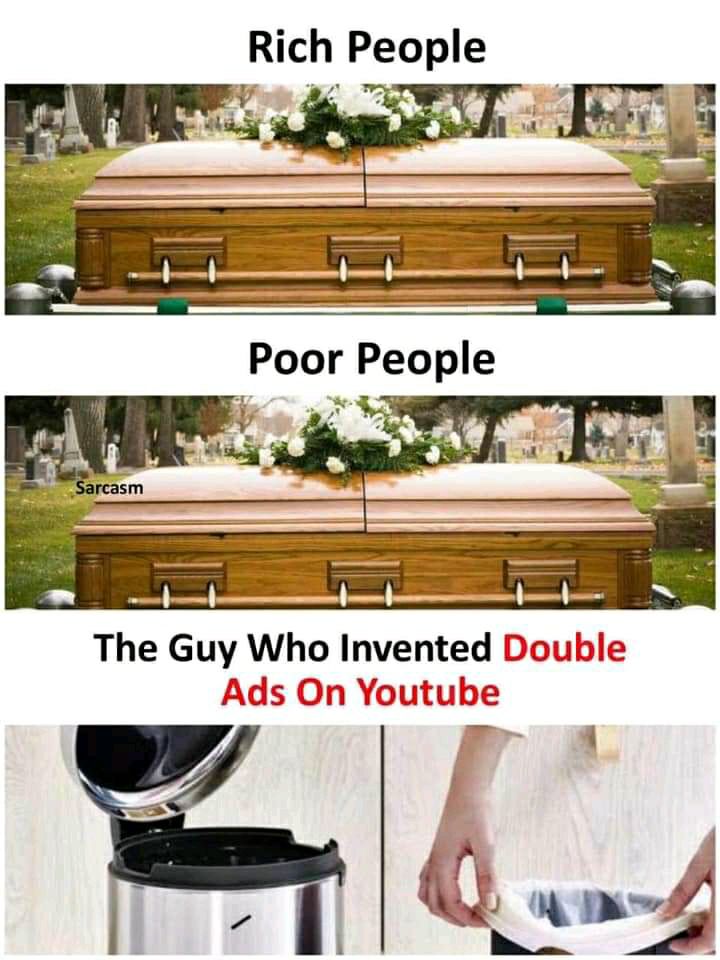 Rich People
Poor People
Sarcasm
The Guy Who Invented Double
Ads On Youtube